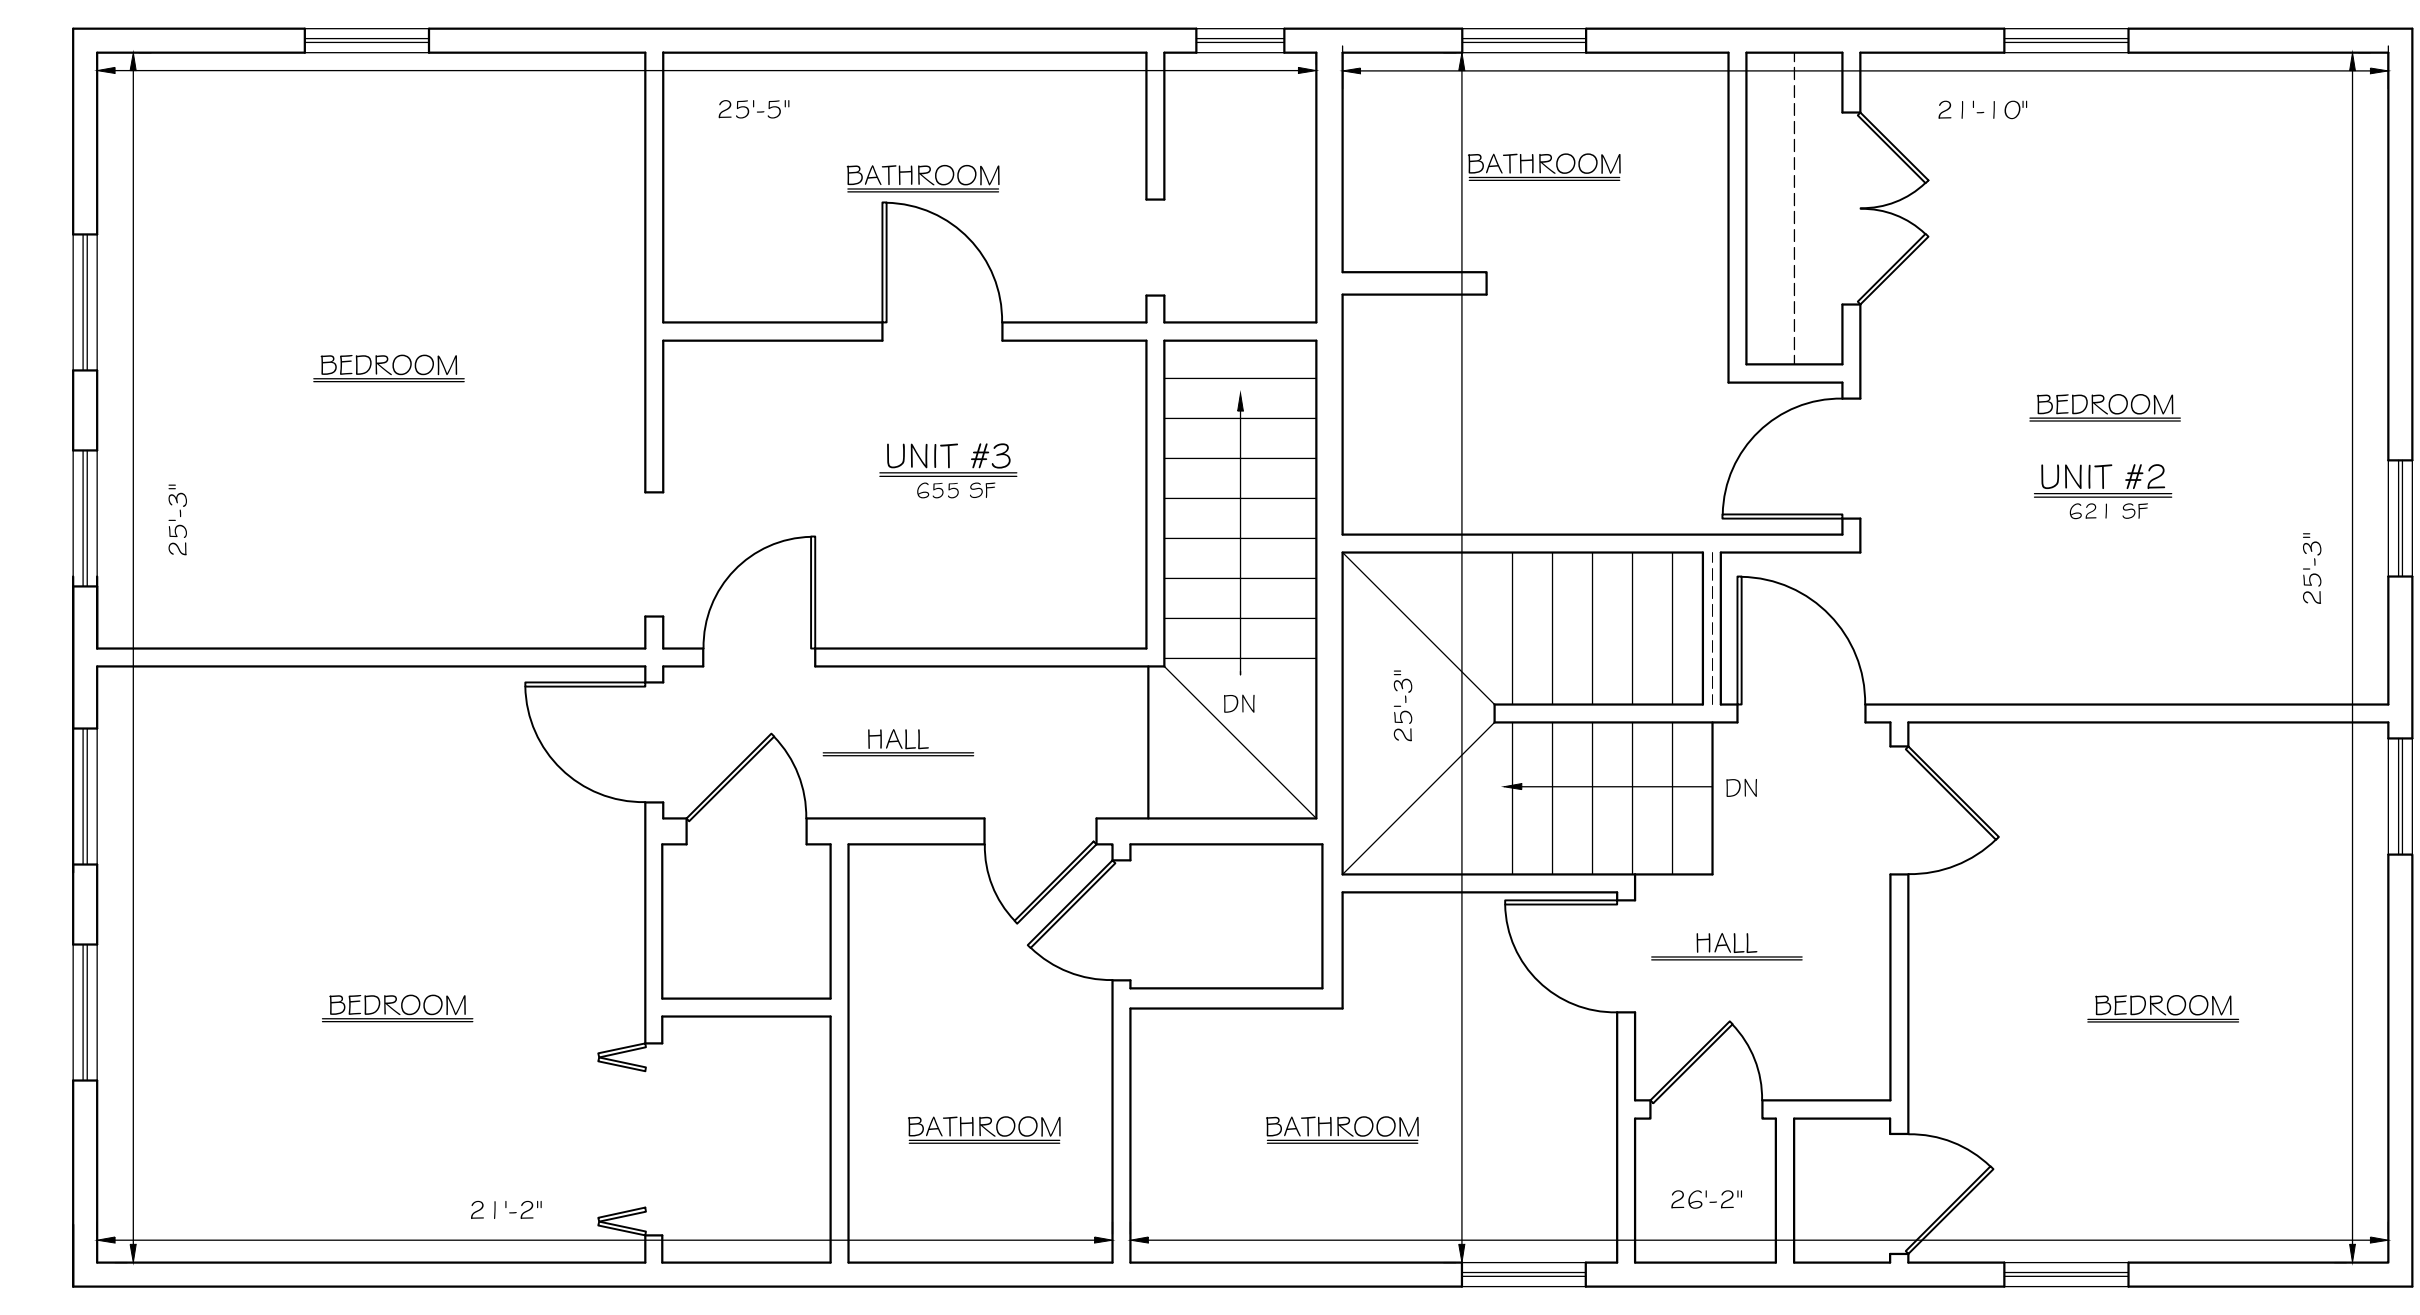 25'-5"
21'-10"
BATHROOM
BATHROOM
BEDROOM
BEDROOM
UNIT #3
655 SF
UNIT #2
621 SF
25'-3"
25'-3"
25'-3"
DN
HALL
DN
HALL
BEDROOM
BEDROOM
BATHROOM
BATHROOM
21'-2"
26'-2"